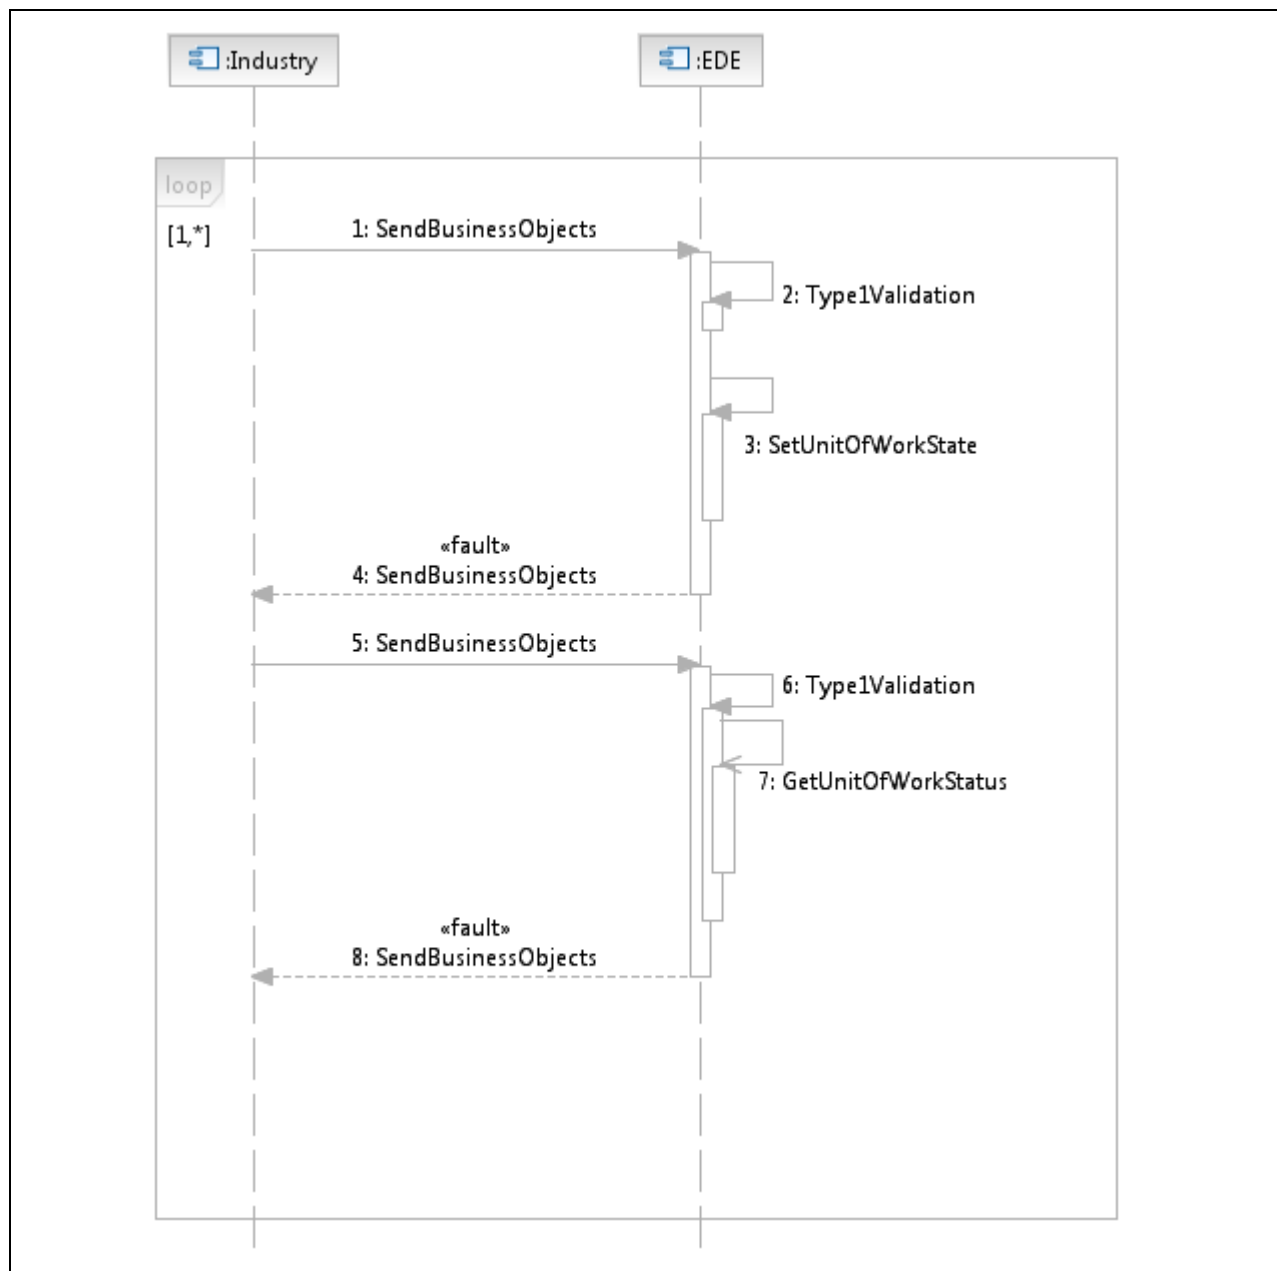 :Industry
:EDE
loop
[1,*]
1: SendBusinessObjects
2: Type1Validation
3: SetUnitOfWorkState
«fault»
4: SendBusinessObjects
5: SendBusinessObjects
6: Type1Validation
7: GetUnitOfWorkStatus
«fault»
8: SendBusinessObjects